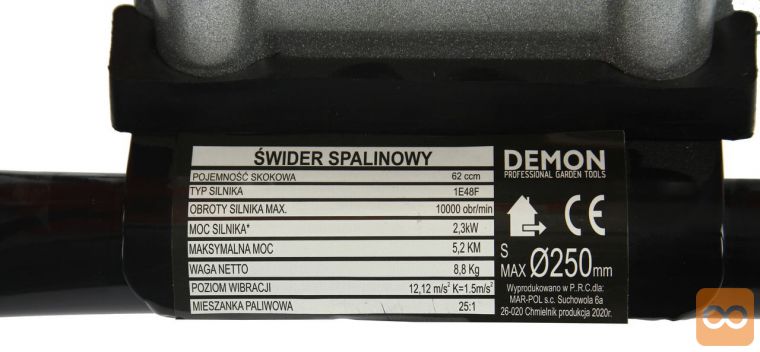 ŚWIDER SPALINOWY
POJEMNOŚĆ SKOKOWA 62 ccm
TYP SILNIKA 1E48F
OBROTY SILNIKA MAX. 10000 obr/min
MOC SILNIKA* 2,3kW
MAKSYMALNA MOC 5,2 KM
WAGA NETTO 8,8 Kg
POZIOM WIBRACJI 12,12 m/s² K=1.5m/s²
MIESZANKA PALIWOWA 25:1
DEMON
PROFESSIONAL GARDEN TOOLS
CE
S
MAX Ø250mm
Wyprodukowano w P.R.C.dla:
MAR-POL s.c. Suchowola 6a
26-020 Chmielnik produkcja 2020r.